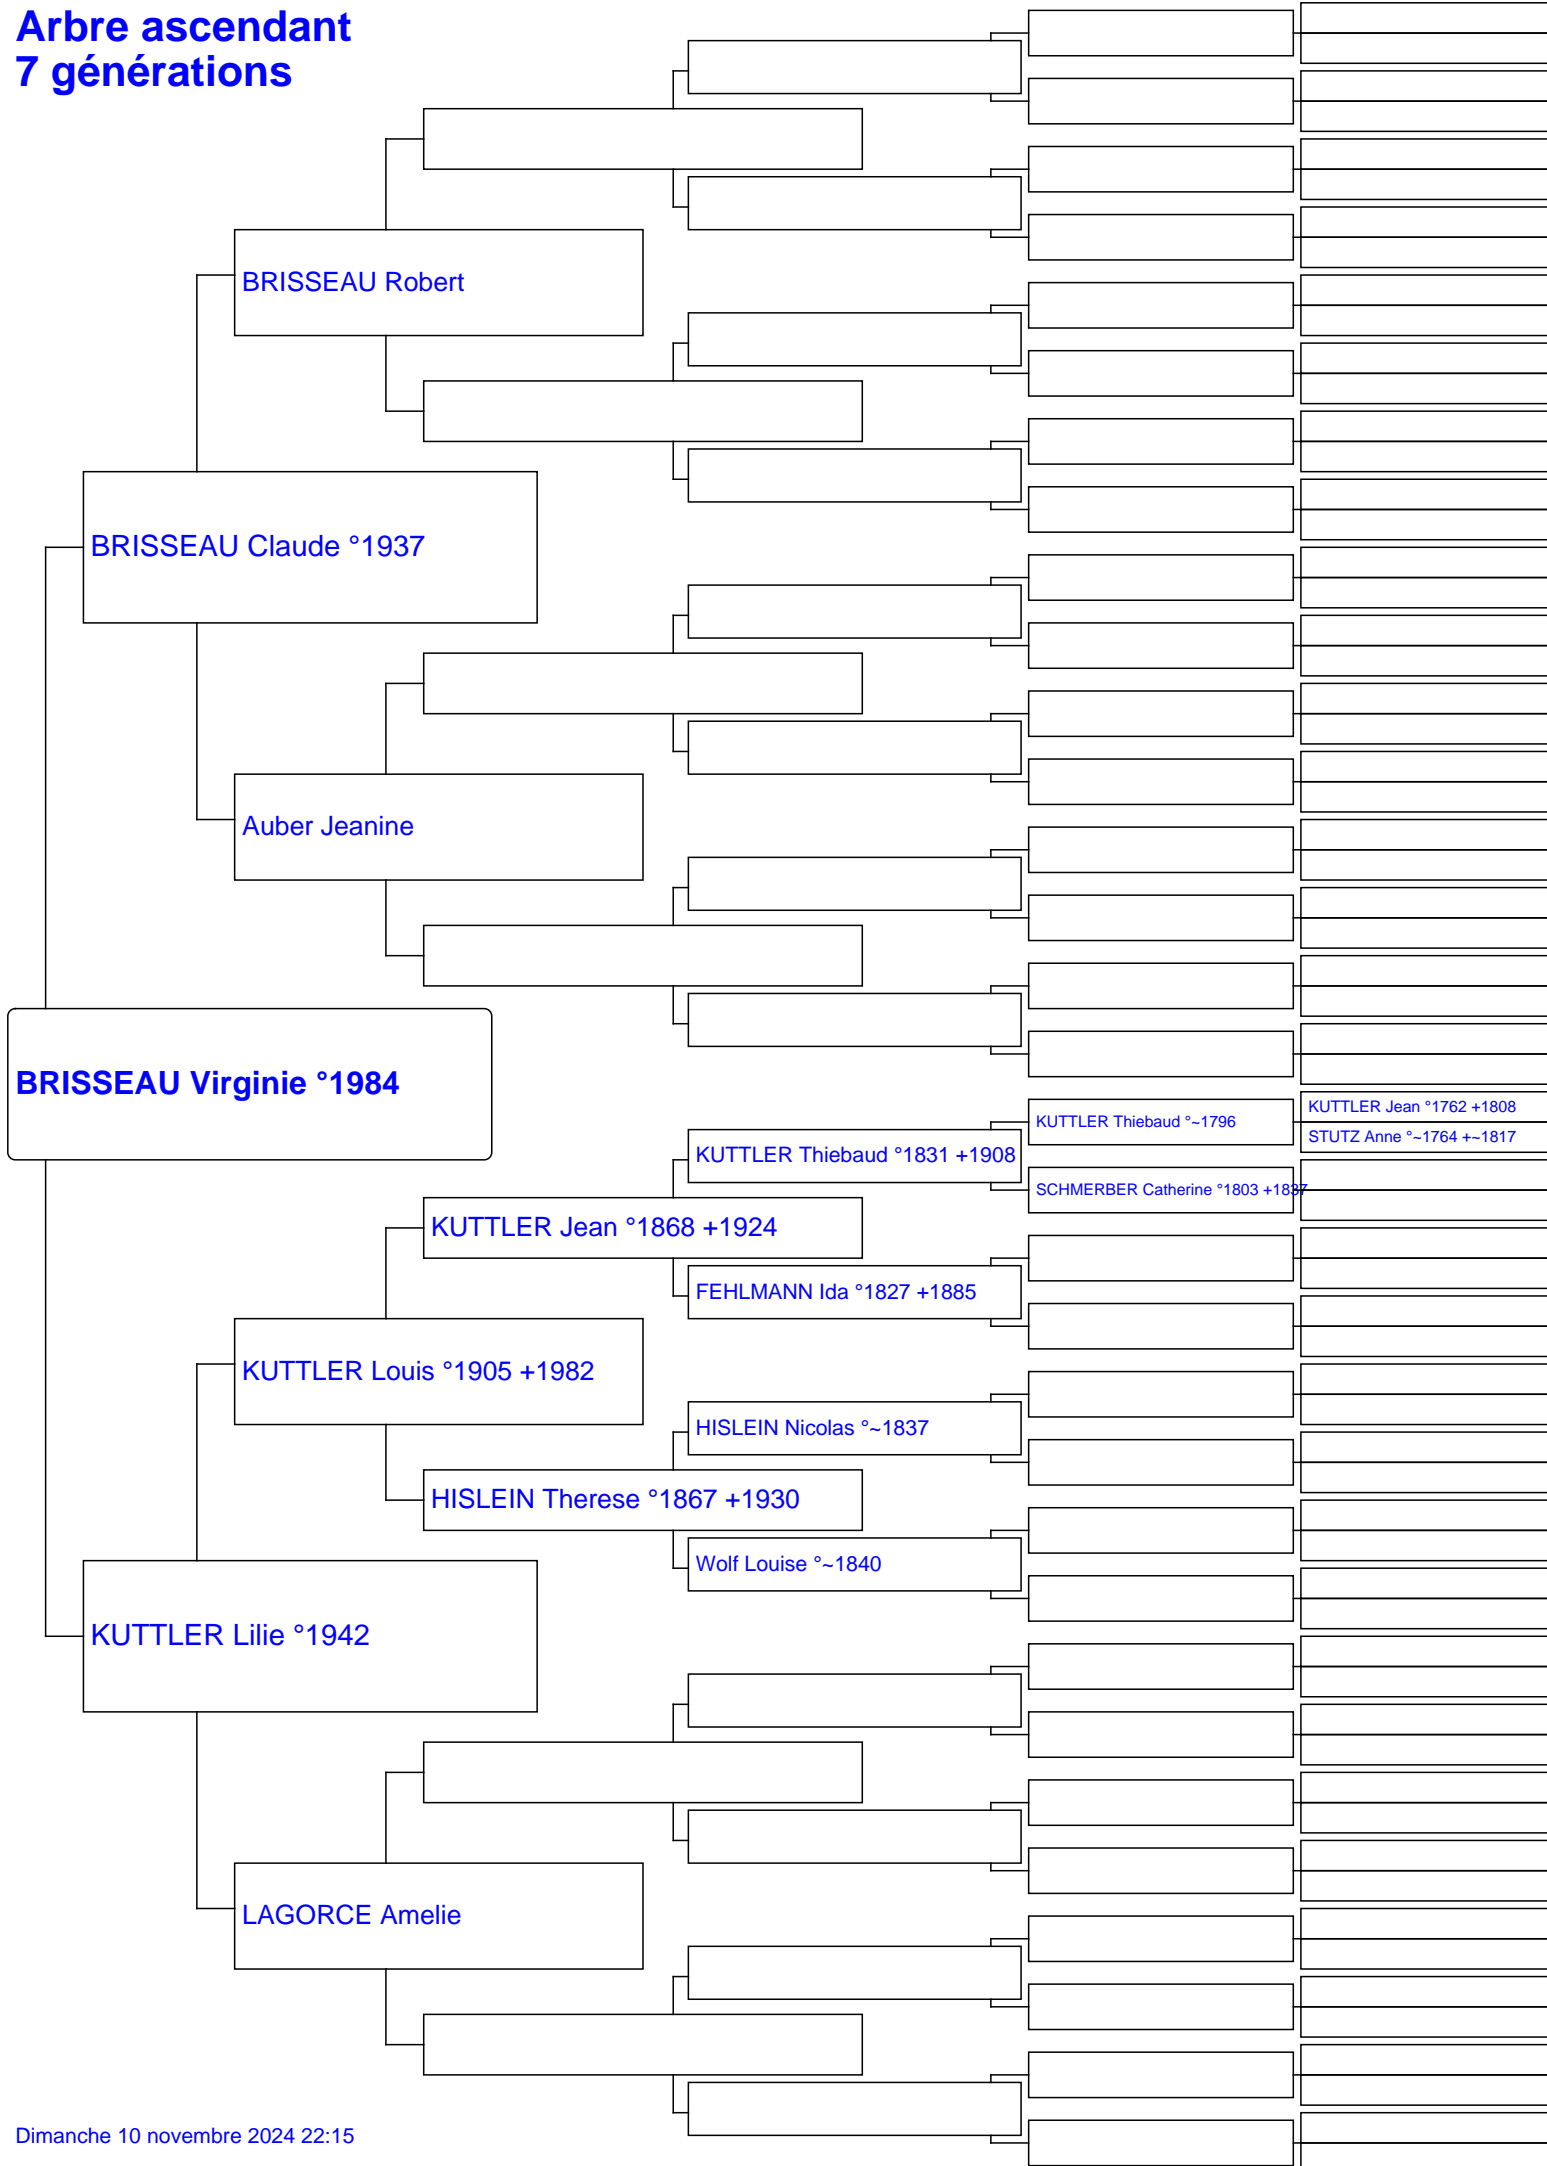 Arbre ascendant
7 générations
BRISSEAU Robert
BRISSEAU Claude °1937
Auber Jeanine
BRISSEAU Virginie °1984
KUTTLER Jean °1762 +1808
KUTTLER Thiebaud °~1796
STUTZ Anne °~1764 +~1817
KUTTLER Thiebaud °1831 +1908
SCHMERBER Catherine °1803 +1837
KUTTLER Jean °1868 +1924
FEHLMANN Ida °1827 +1885
KUTTLER Louis °1905 +1982
HISLEIN Nicolas °~1837
HISLEIN Therese °1867 +1930
Wolf Louise °~1840
KUTTLER Lilie °1942
LAGORCE Amelie
Dimanche 10 novembre 2024 22:15